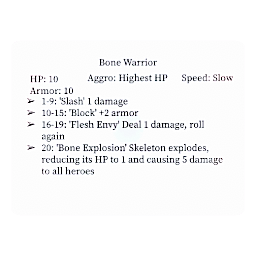 Bone Warrior
HP: 10 Aggro: Highest HP Speed: Slow
Armor: 10
➢ 1-9: 'Slash' 1 damage
➢ 10-15: 'Block' +2 armor
➢ 16-19: 'Flesh Envy' Deal 1 damage, roll
again
➢ 20: 'Bone Explosion' Skeleton explodes,
reducing its HP to 1 and causing 5 damage
to all heroes